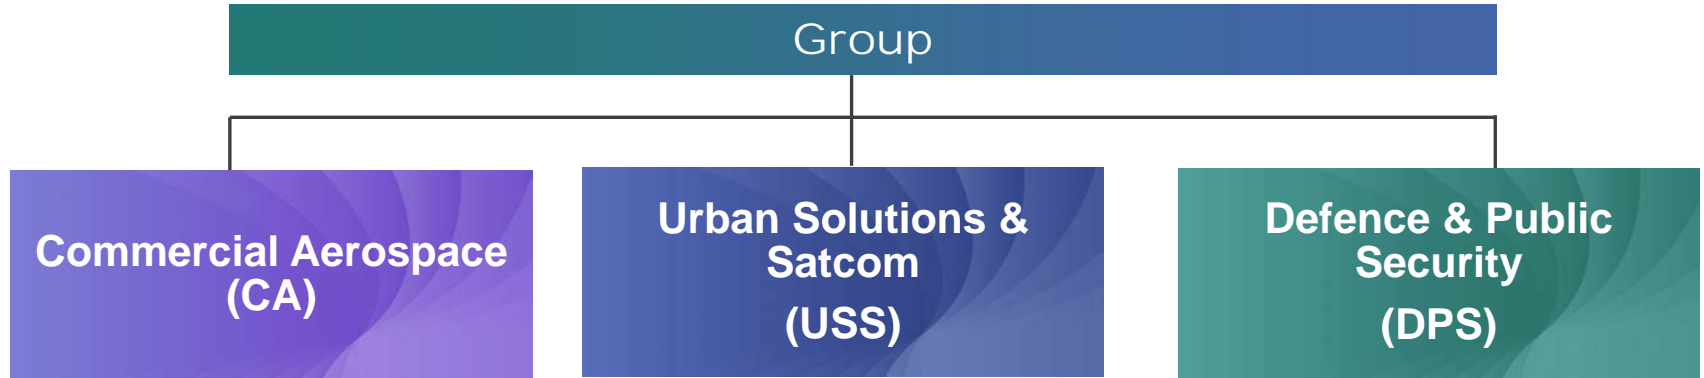 Group
Commercial Aerospace
(CA)
Urban Solutions &
Satcom
(USS)
Defence & Public
Security
(DPS)